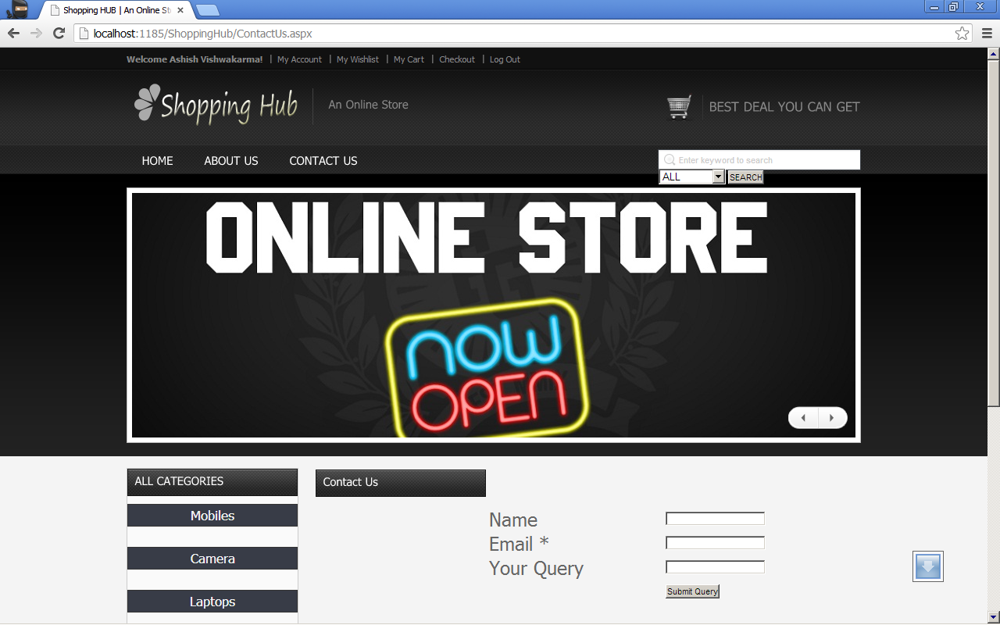 Shopping HUB | An Online St
localhost:1185/ShoppingHub/ContactUs.aspx
Welcome Ashish Vishwakarma! | My Account | My Wishlist | My Cart | Checkout | Log Out
Shopping Hub
An Online Store
BEST DEAL YOU CAN GET
HOME ABOUT US CONTACT US
Enter keyword to search
ALL SEARCH
ONLINE STORE
NOW
OPEN
ALL CATEGORIES
Mobiles
Camera
Laptops
Contact Us
Name
Email *
Your Query
Submit Query